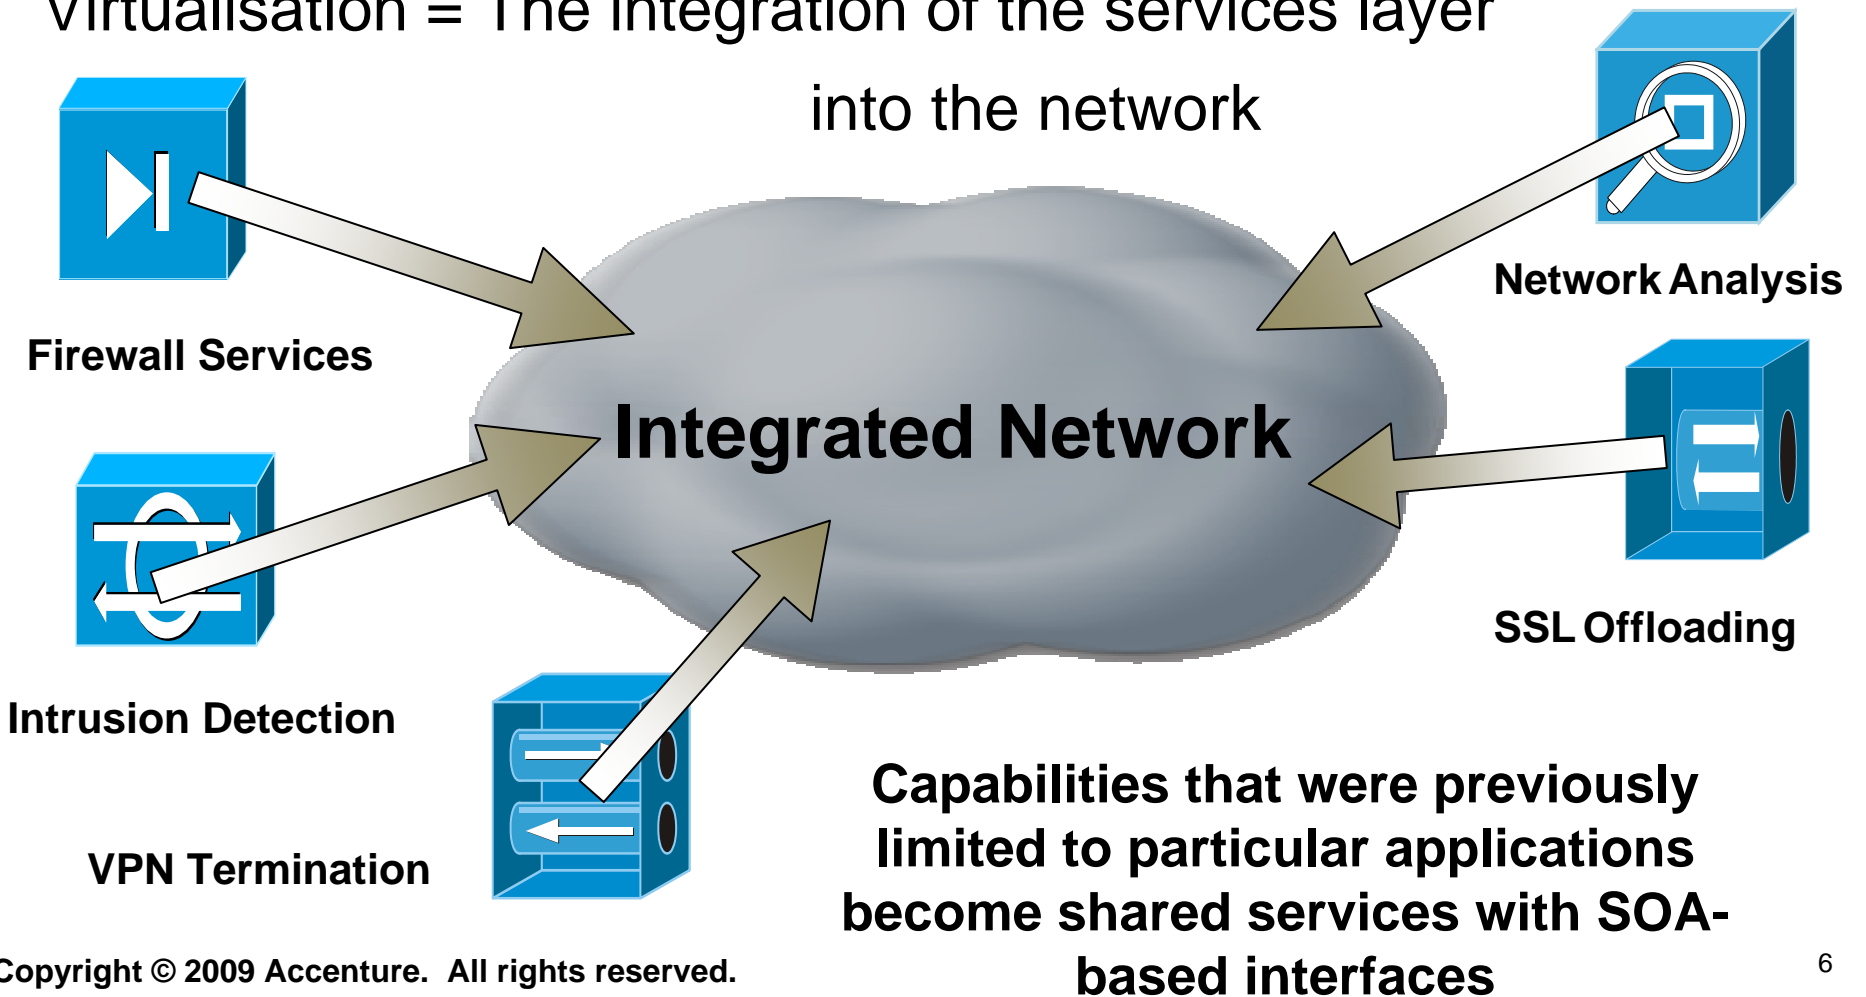 Virtualisation = The integration of the services layer
into the network
Firewall Services
Network Analysis
Integrated Network
Intrusion Detection
SSL Offloading
VPN Termination
Capabilities that were previously
limited to particular applications
become shared services with SOA-
based interfaces
Copyright © 2009 Accenture. All rights reserved.
6